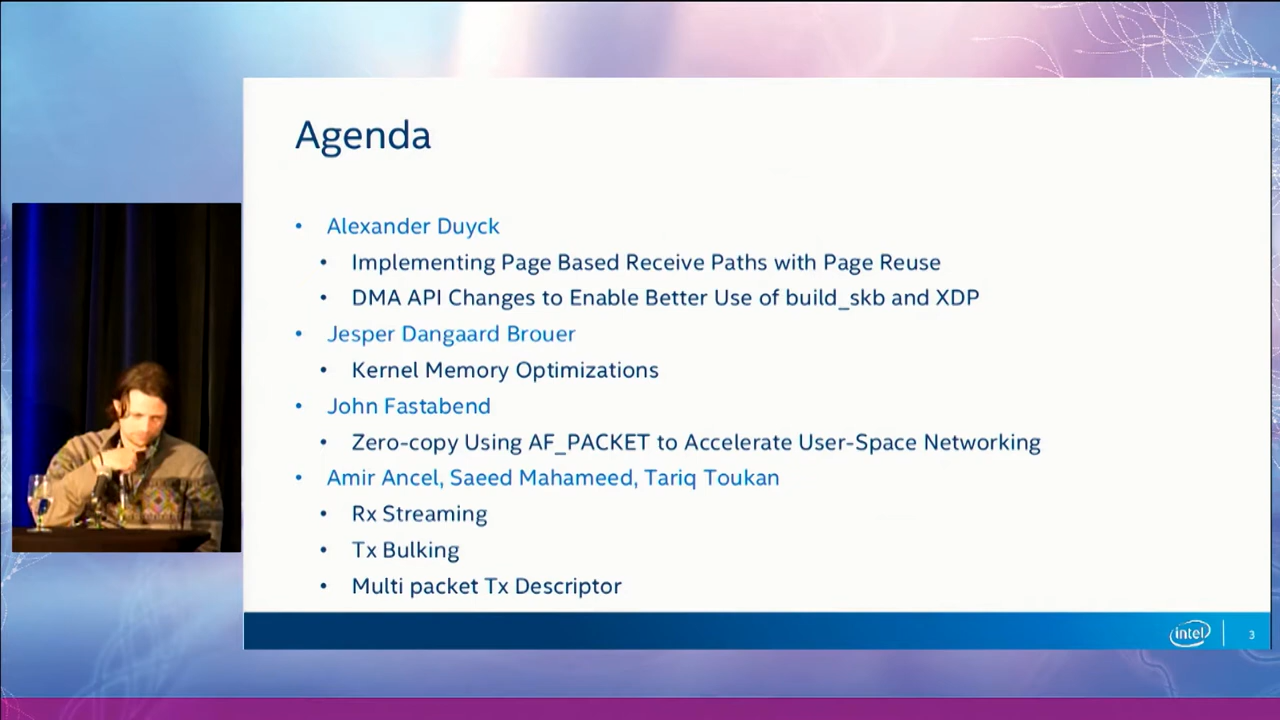 Agenda
• Alexander Duyck
• Implementing Page Based Receive Paths with Page Reuse
• DMA API Changes to Enable Better Use of build_skb and XDP
• Jesper Dangaard Brouer
• Kernel Memory Optimizations
• John Fastabend
• Zero-copy Using AF_PACKET to Accelerate User-Space Networking
• Amir Ancel, Saeed Mahameed, Tariq Toukan
• Rx Streaming
• Tx Bulking
• Multi packet Tx Descriptor
intel 3